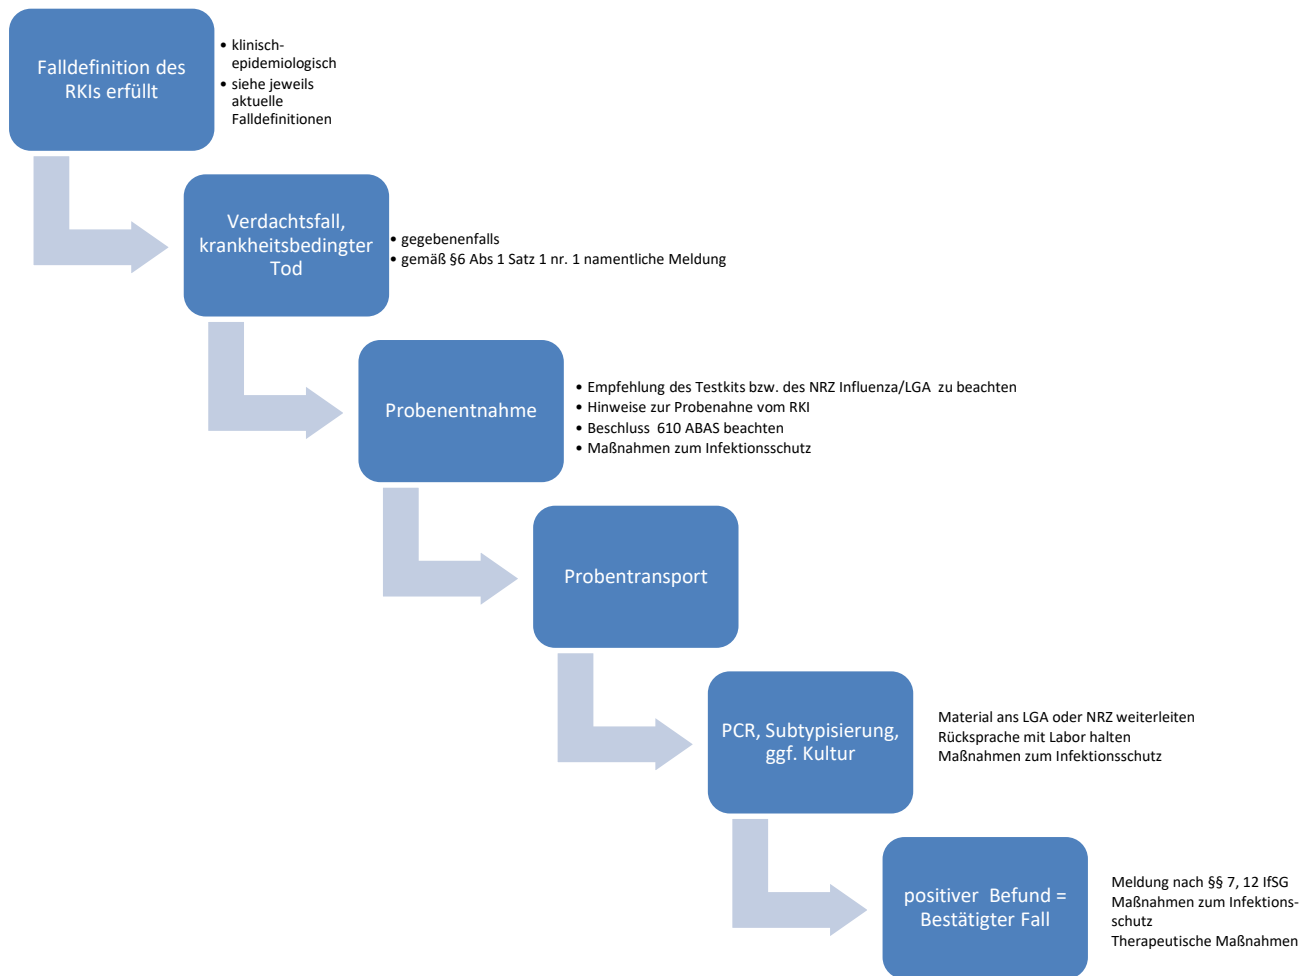 Falldefinition des
RKIs erfüllt
• klinisch-
epidemiologisch
• siehe jeweils
aktuelle
Falldefinitionen
Verdachtsfall,
krankheitsbedingter
Tod
• gegebenenfalls
• gemäß §6 Abs 1 Satz 1 nr. 1 namentliche Meldung
Probenentnahme
• Empfehlung des Testkits bzw. des NRZ Influenza/LGA zu beachten
• Hinweise zur Probenahne vom RKI
• Beschluss 610 ABAS beachten
• Maßnahmen zum Infektionsschutz
Probentransport
PCR, Subtypisierung,
ggf. Kultur
Material ans LGA oder NRZ weiterleiten
Rücksprache mit Labor halten
Maßnahmen zum Infektionsschutz
positiver Befund =
Bestätigter Fall
Meldung nach §§ 7, 12 IfSG
Maßnahmen zum Infektions-
schutz
Therapeutische Maßnahmen